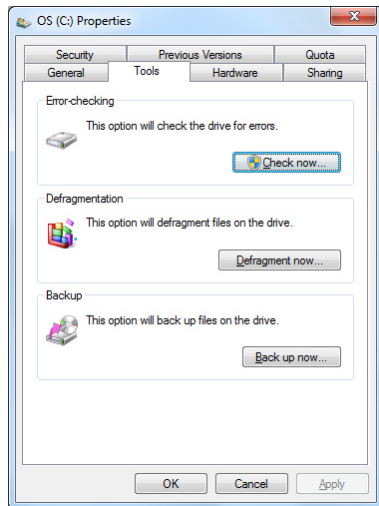 OS (C:) Properties
Security Previous Versions Quota
General Tools Hardware Sharing
Error-checking
This option will check the drive for errors.
Check now...
Defragmentation
This option will defragment files on the drive.
Defragment now...
Backup
This option will back up files on the drive.
Back up now...
OK Cancel Apply